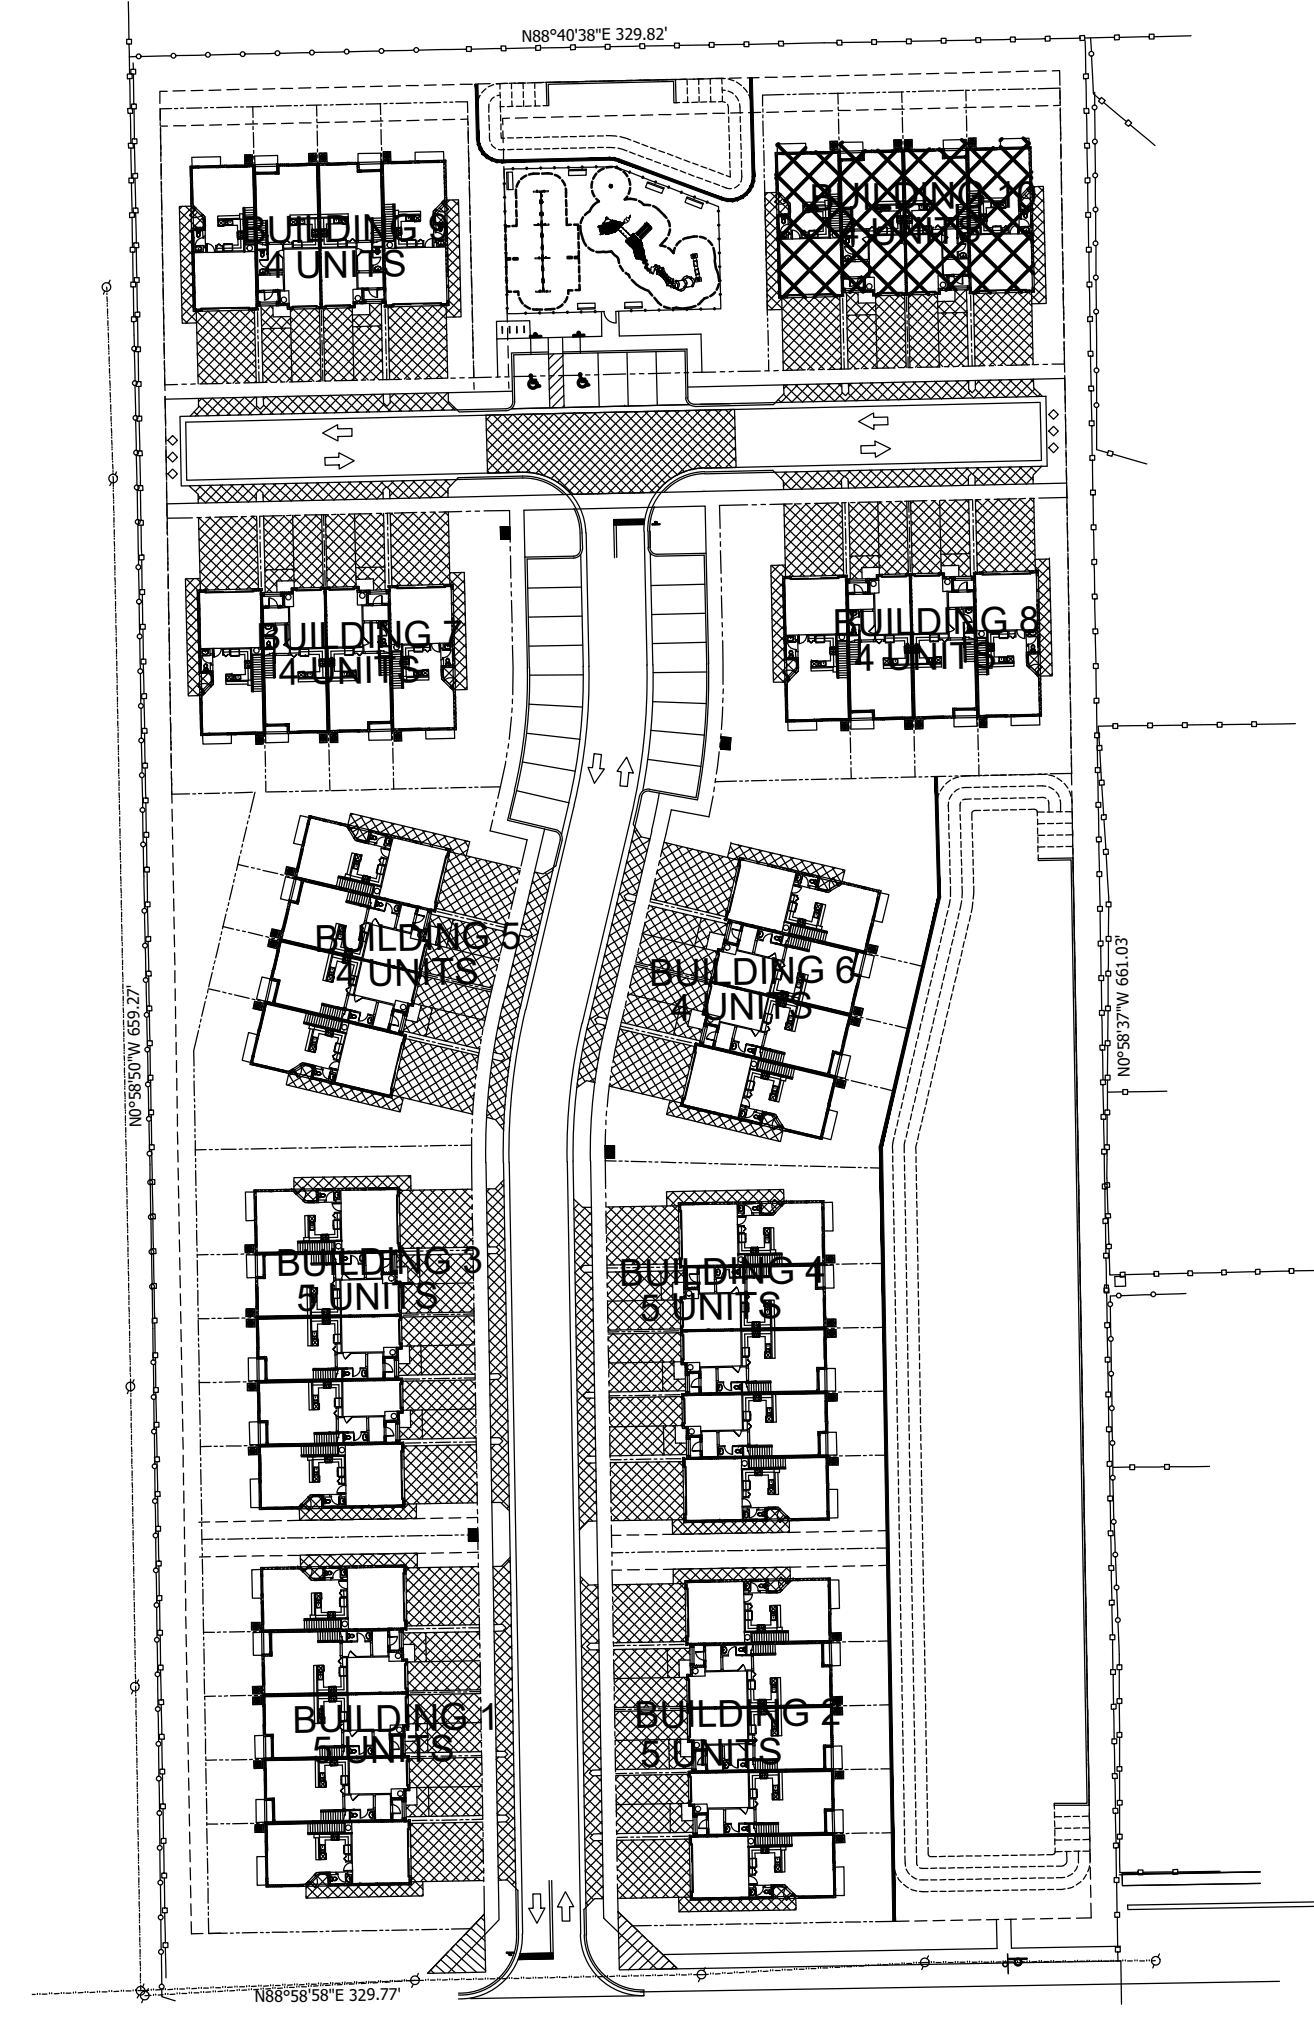 N88°40'38"E 329.82'
BUILDING 10
4 UNITS
BUILDING 9
4 UNITS
BUILDING 7
4 UNITS
BUILDING 8
4 UNITS
BUILDING 5
4 UNITS
BUILDING 6
4 UNITS
N0°58'50"W 659.27'
N0°58'37"W 661.03'
BUILDING 3
5 UNITS
BUILDING 4
5 UNITS
BUILDING 1
5 UNITS
BUILDING 2
5 UNITS
N88°58'58"E 329.77'